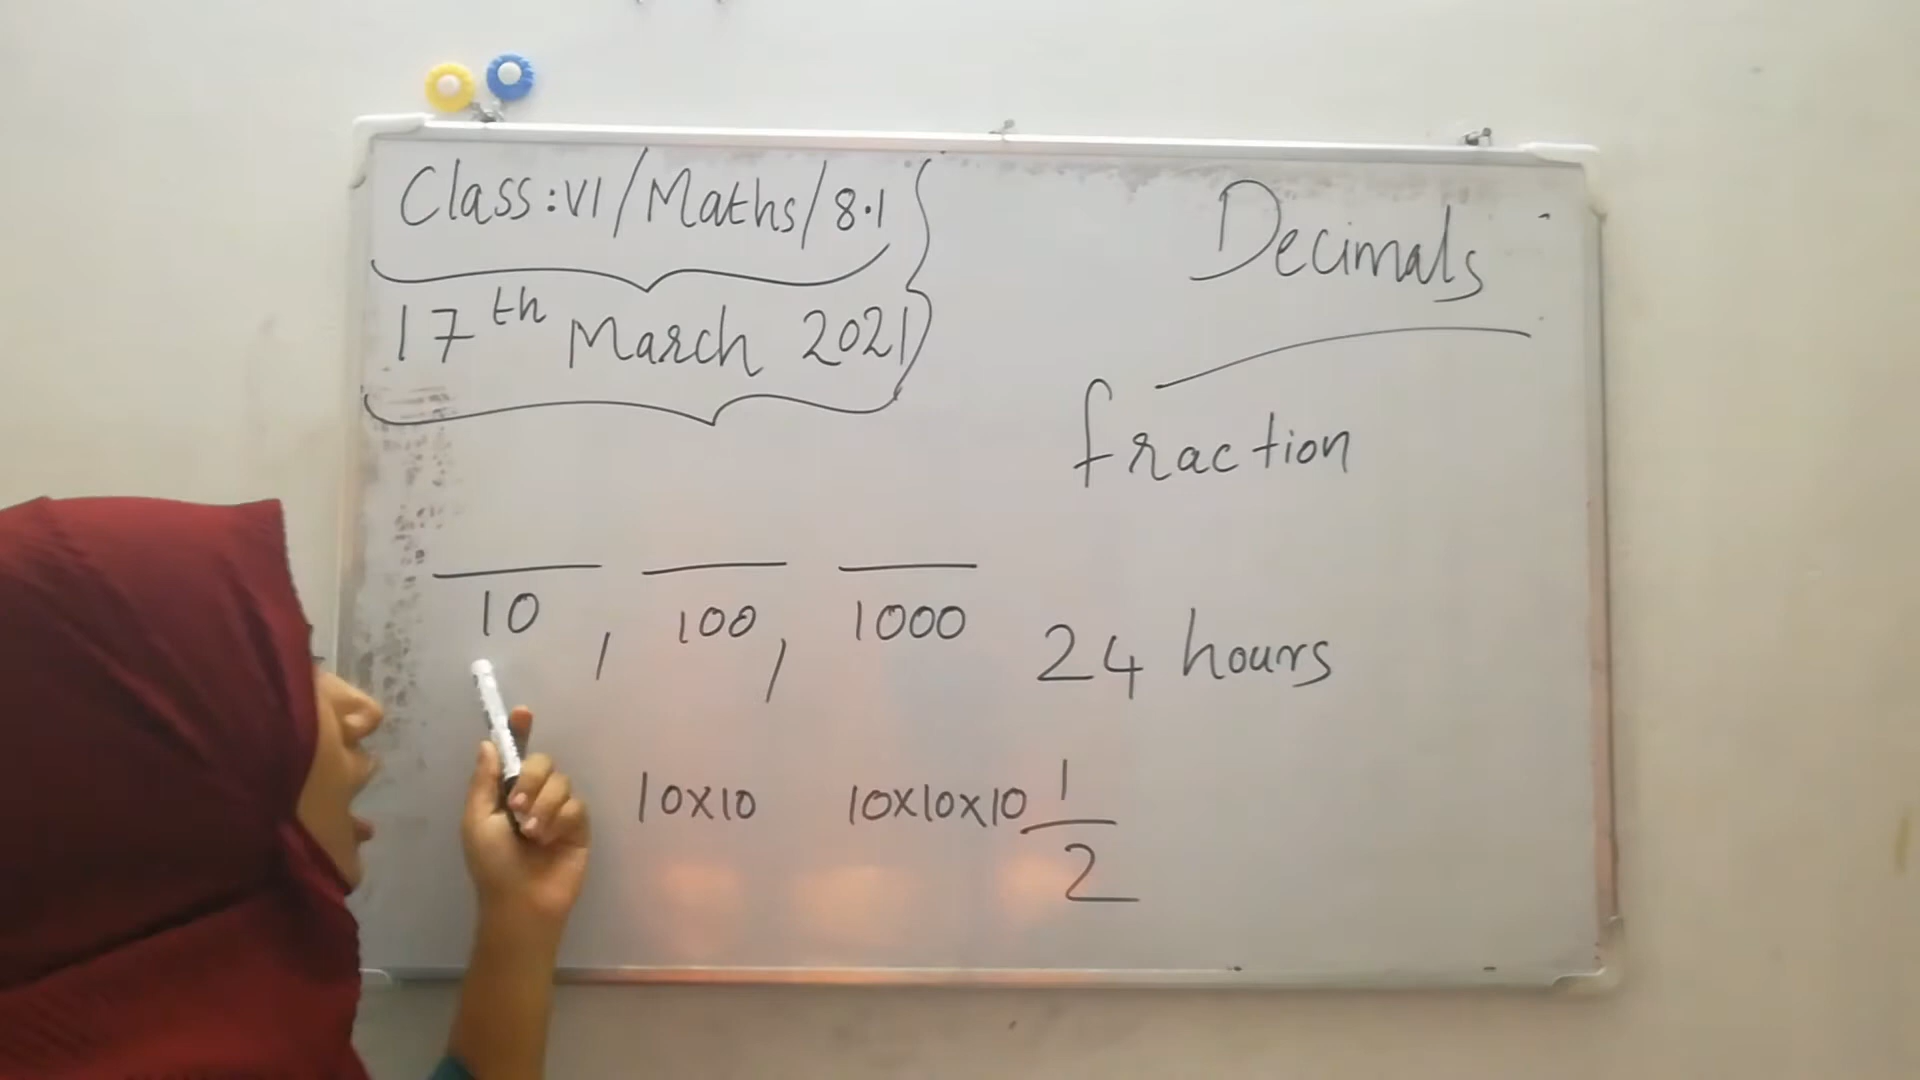 Class:VI/Maths/8.1
17th March 2021
Decimals
fraction
10, 100, 1000
24 hours
10x10 10x10x10
1
2